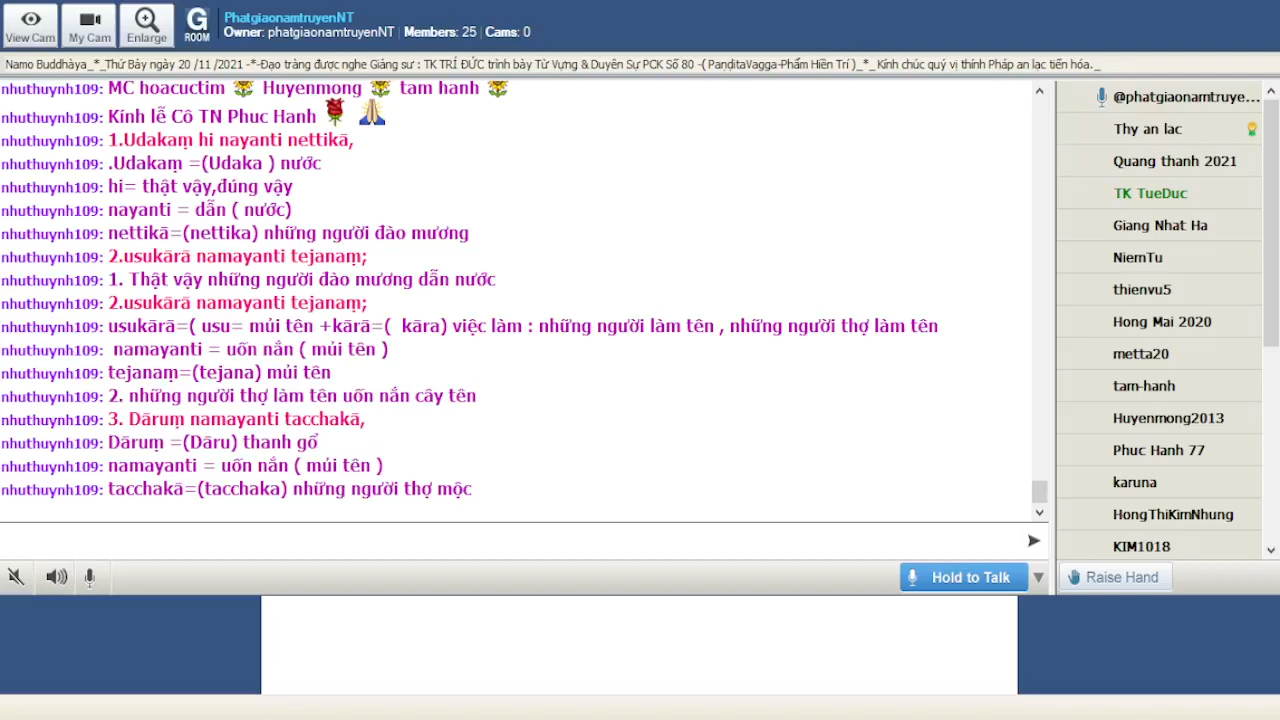 View Cam
My Cam
Enlarge
G ROOM
PhatgiaonamtruyenNT
Owner: phatgiaonamtruyenNT | Members: 25 | Cams: 0
Namo Buddhàya_*_Thứ Bảy ngày 20 /11 /2021 -*-Đạo tràng được nghe Giảng sư : TK TRÍ ĐỨC trình bày Từ Vựng & Duyên Sự PCK Số 80 -( PaṇḍitaVagga-Phẩm Hiền Trí )_*_ Kính chúc quý vị thính Pháp an lạc tiến hóa._
nhuthuynh109: MC hoacuctim 🌻 Huyenmong 🌻 tam hanh 🌻
nhuthuynh109: Kính lễ Cô TN Phuc Hanh 🌹 🙏
nhuthuynh109: 1.Udakaṃ hi nayanti nettikā,
nhuthuynh109: .Udakaṃ =(Udaka ) nước
nhuthuynh109: hi= thật vậy,đúng vậy
nhuthuynh109: nayanti = dẫn ( nước)
nhuthuynh109: nettikā=(nettika) những người đào mương
nhuthuynh109: 2.usukārā namayanti tejanaṃ;
nhuthuynh109: 1. Thật vậy những người đào mương dẫn nước
nhuthuynh109: 2.usukārā namayanti tejanaṃ;
nhuthuynh109: usukārā=( usu= mủi tên +kārā=( kāra) việc làm : những người làm tên , những người thợ làm tên
nhuthuynh109: namayanti = uốn nắn ( mủi tên )
nhuthuynh109: tejanaṃ=(tejana) mủi tên
nhuthuynh109: 2. những người thợ làm tên uốn nắn cây tên
nhuthuynh109: 3. Dāruṃ namayanti tacchakā,
nhuthuynh109: Dāruṃ =(Dāru) thanh gổ
nhuthuynh109: namayanti = uốn nắn ( mủi tên )
nhuthuynh109: tacchakā=(tacchaka) những người thợ mộc
@phatgiaonamtruye...
Thy an lac
Quang thanh 2021
TK TueDuc
Giang Nhat Ha
NiemTu
thienvu5
Hong Mai 2020
metta20
tam-hanh
Huyenmong2013
Phuc Hanh 77
karuna
HongThiKimNhung
KIM1018
Hold to Talk
Raise Hand